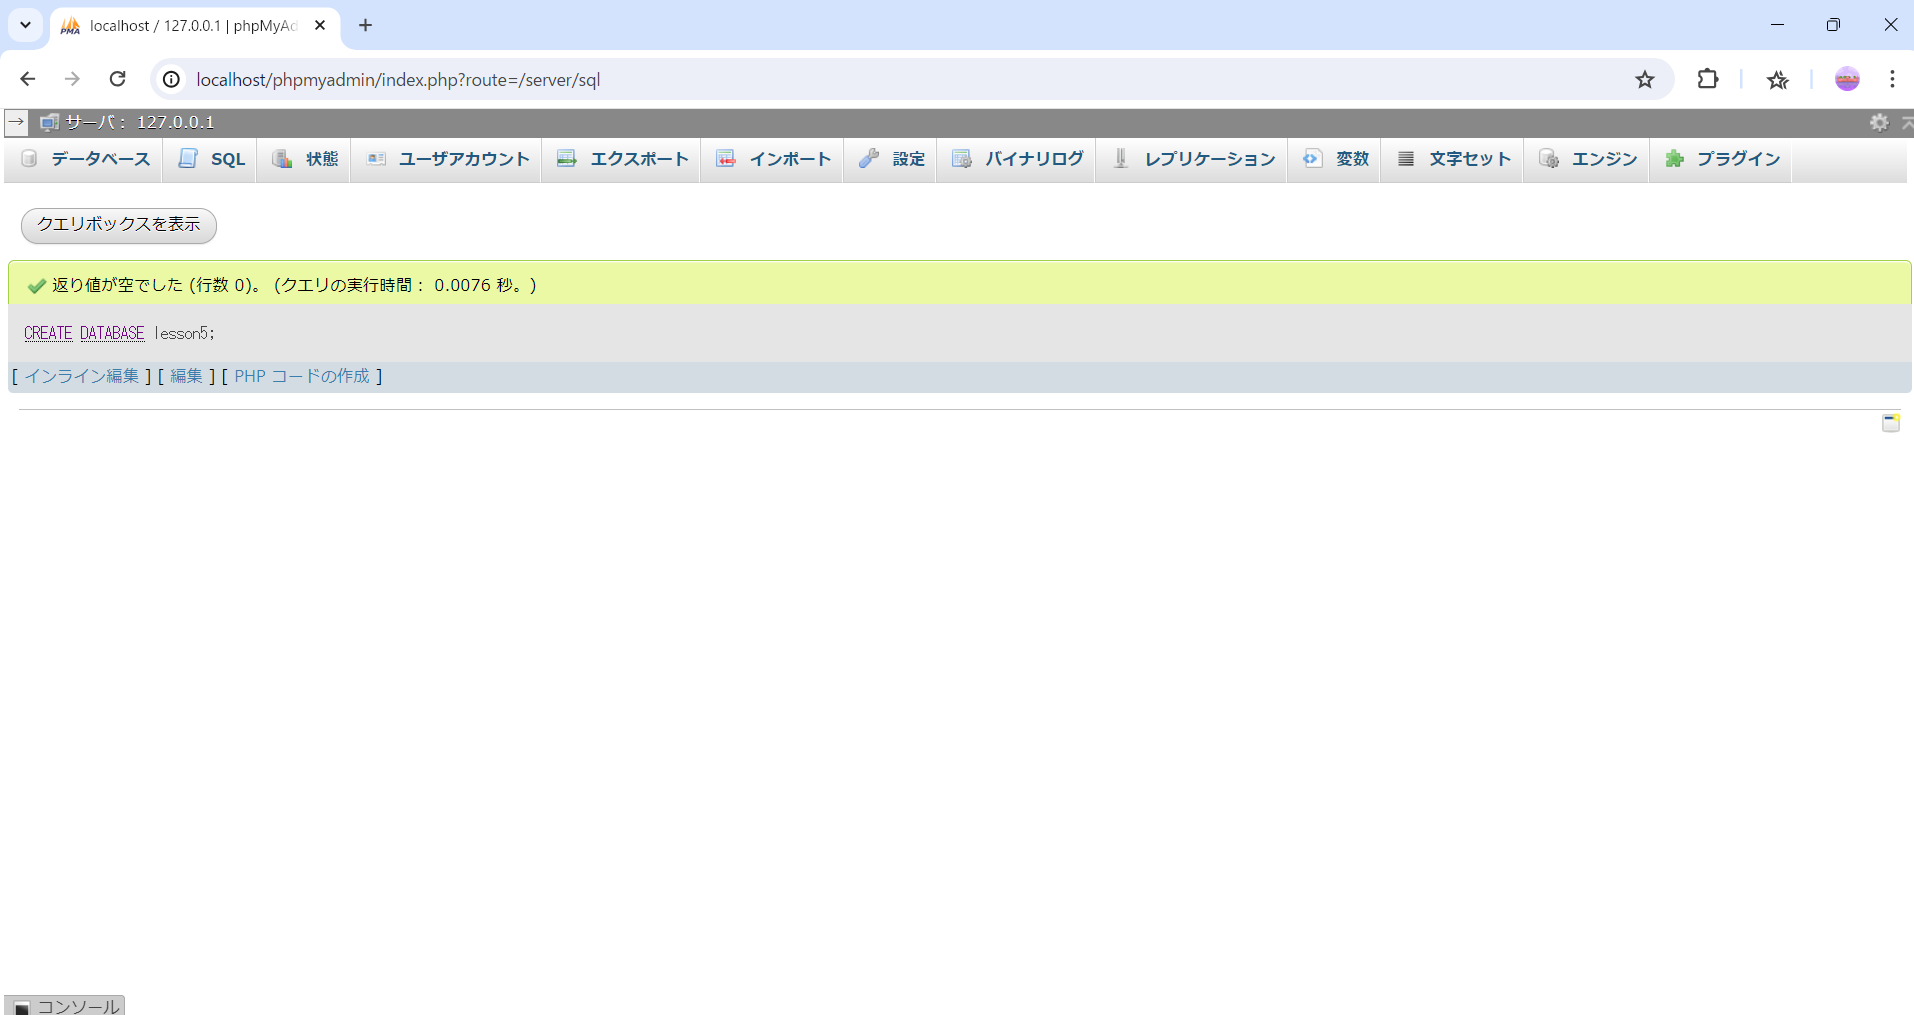 localhost / 127.0.0.1 | phpMyAd
localhost/phpmyadmin/index.php?route=/server/sql
サーバ： 127.0.0.1
データベース SQL 状態 ユーザアカウント エクスポート インポート 設定 バイナリログ レプリケーション 変数 文字セット エンジン プラグイン
クエリボックスを表示
返り値が空でした (行数 0)。 (クエリの実行時間： 0.0076 秒。)
CREATE DATABASE lesson5;
[ インライン編集 ] [ 編集 ] [ PHP コードの作成 ]
コンソール